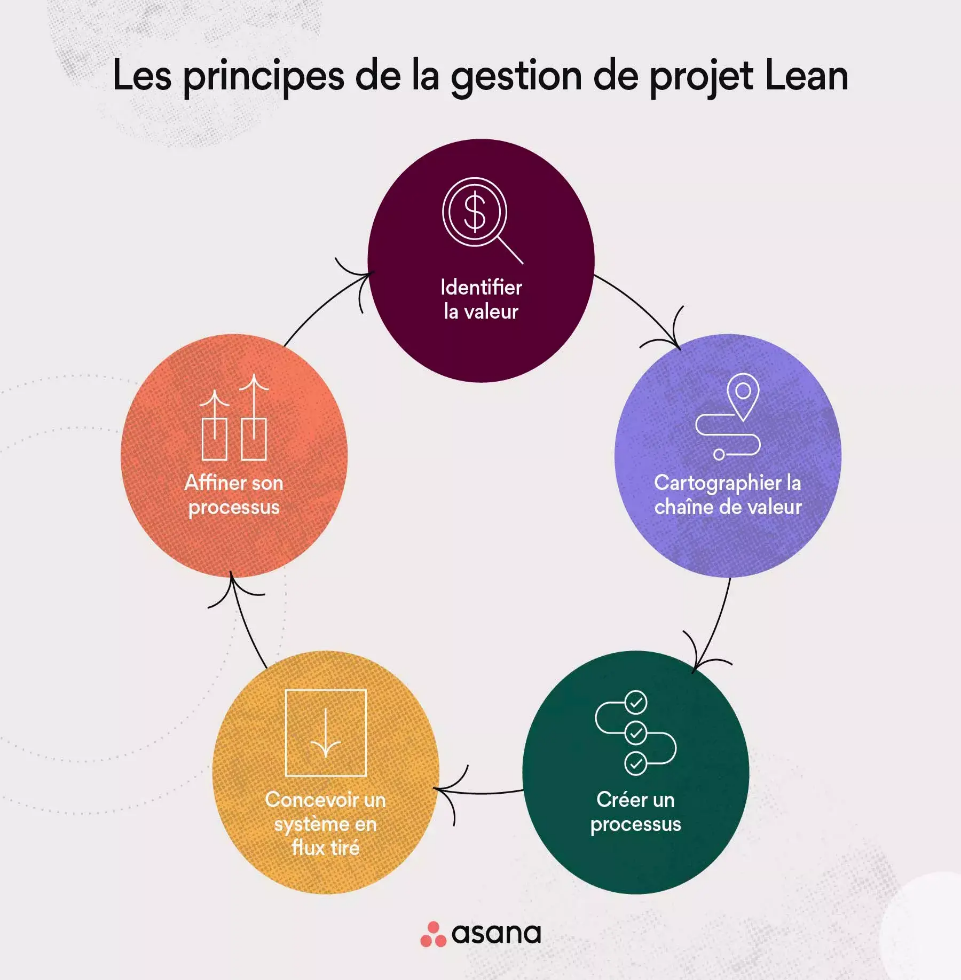 Les principes de la gestion de projet Lean
Identifier
la valeur
Cartographier la
chaîne de valeur
Créer un
processus
Concevoir un
système en
flux tiré
Affiner son
processus
asana